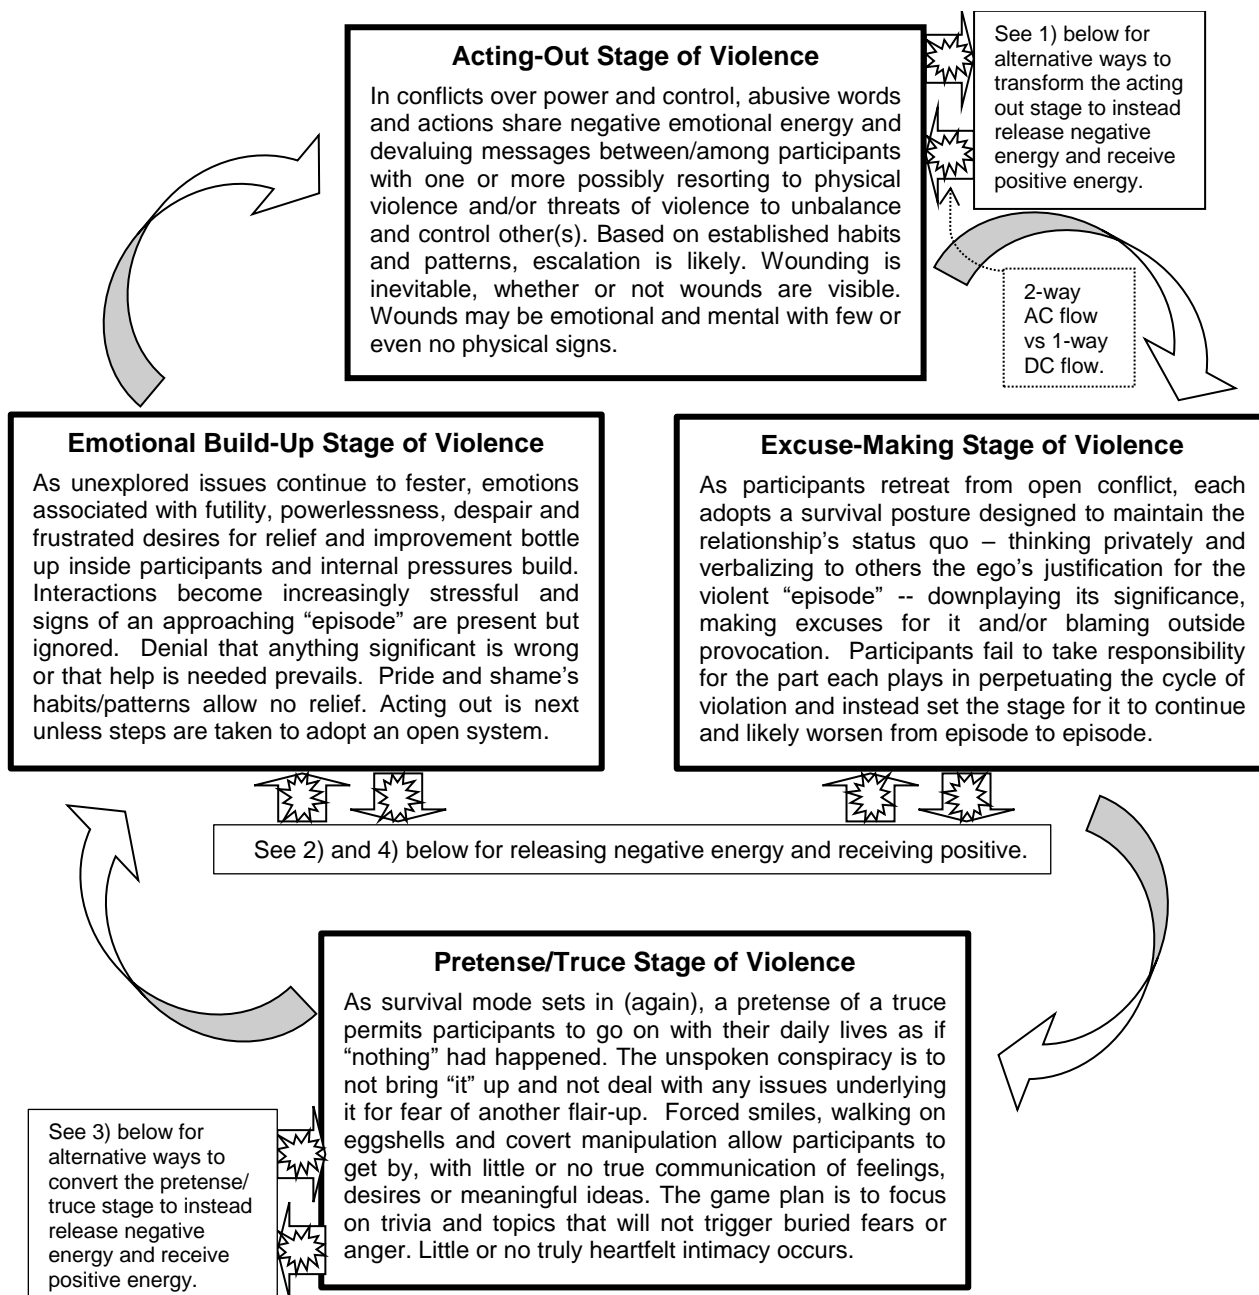 Acting-Out Stage of Violence
In conflicts over power and control, abusive words
and actions share negative emotional energy and
devaluing messages between/among participants
with one or more possibly resorting to physical
violence and/or threats of violence to unbalance
and control other(s). Based on established habits
and patterns, escalation is likely. Wounding is
inevitable, whether or not wounds are visible.
Wounds may be emotional and mental with few or
even no physical signs.
See 1) below for
alternative ways to
transform the acting
out stage to instead
release negative
energy and receive
positive energy.
2-way
AC flow
vs 1-way
DC flow.
Emotional Build-Up Stage of Violence
As unexplored issues continue to fester, emotions
associated with futility, powerlessness, despair and
frustrated desires for relief and improvement bottle
up inside participants and internal pressures build.
Interactions become increasingly stressful and
signs of an approaching “episode” are present but
ignored.  Denial that anything significant is wrong
or that help is needed prevails. Pride and shame’s
habits/patterns allow no relief. Acting out is next
unless steps are taken to adopt an open system.
Excuse-Making Stage of Violence
As participants retreat from open conflict, each
adopts a survival posture designed to maintain the
relationship’s status quo – thinking privately and
verbalizing to others the ego’s justification for the
violent “episode” -- downplaying its significance,
making excuses for it and/or blaming outside
provocation.  Participants fail to take responsibility
for the part each plays in perpetuating the cycle of
violation and instead set the stage for it to continue
and likely worsen from episode to episode.
See 2) and 4) below for releasing negative energy and receiving positive.
Pretense/Truce Stage of Violence
As survival mode sets in (again), a pretense of a truce
permits participants to go on with their daily lives as if
“nothing” had happened. The unspoken conspiracy is to
not bring “it” up and not deal with any issues underlying
it for fear of another flair-up.  Forced smiles, walking on
eggshells and covert manipulation allow participants to
get by, with little or no true communication of feelings,
desires or meaningful ideas. The game plan is to focus
on trivia and topics that will not trigger buried fears or
anger. Little or no truly heartfelt intimacy occurs.
See 3) below for
alternative ways to
convert the pretense/
truce stage to instead
release negative
energy and receive
positive energy.